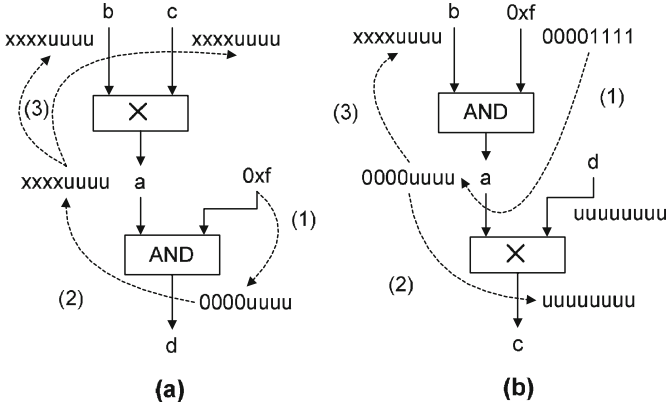 b c b 0xf
xxxxuuuu xxxxuuuu xxxxuuuu 00001111
(3) × (3) AND (1)
xxxxuuuu a 0xf 0000uuuu a d
(1) uuuuuuuu
AND ×
(2) 0000uuuu (2) uuuuuuuu
d c
(a) (b)